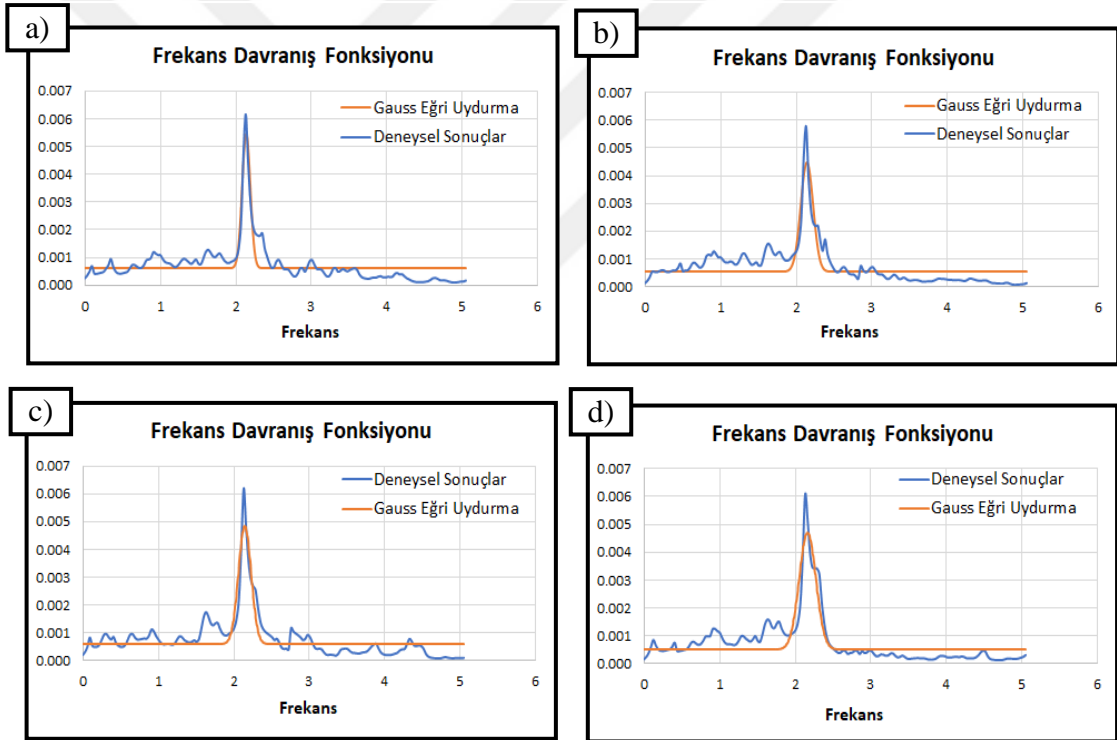 a)
Frekans Davranış Fonksiyonu
Gauss Eğri Uydurma
Deneysel Sonuçlar
0.007
0.006
0.005
0.004
0.003
0.002
0.001
0.000
0 1 2 3 4 5 6
Frekans
b)
Frekans Davranış Fonksiyonu
Gauss Eğri Uydurma
Deneysel Sonuçlar
0.007
0.006
0.005
0.004
0.003
0.002
0.001
0.000
0 1 2 3 4 5 6
Frekans
c)
Frekans Davranış Fonksiyonu
Deneysel Sonuçlar
Gauss Eğri Uydurma
0.007
0.006
0.005
0.004
0.003
0.002
0.001
0.000
0 1 2 3 4 5 6
Frekans
d)
Frekans Davranış Fonksiyonu
Deneysel Sonuçlar
Gauss Eğri Uydurma
0.007
0.006
0.005
0.004
0.003
0.002
0.001
0.000
0 1 2 3 4 5 6
Frekans